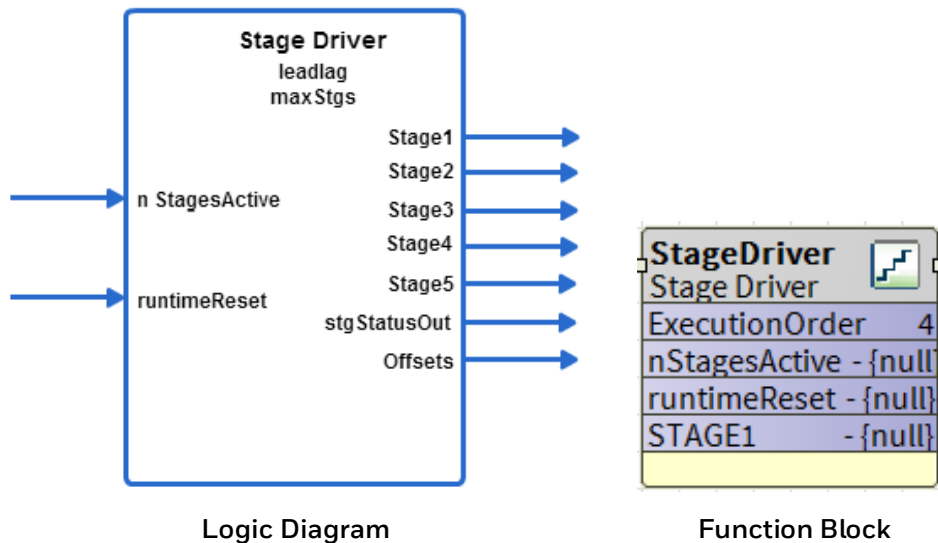 Stage Driver
leadlag
maxStgs
Stage1
Stage2
n StagesActive
Stage3
Stage4
Stage5
runtimeReset
stgStatusOut
Offsets
StageDriver
Stage Driver
ExecutionOrder 4
nStagesActive - {null
runtimeReset - {null}
STAGE1 - {null}
Logic Diagram
Function Block